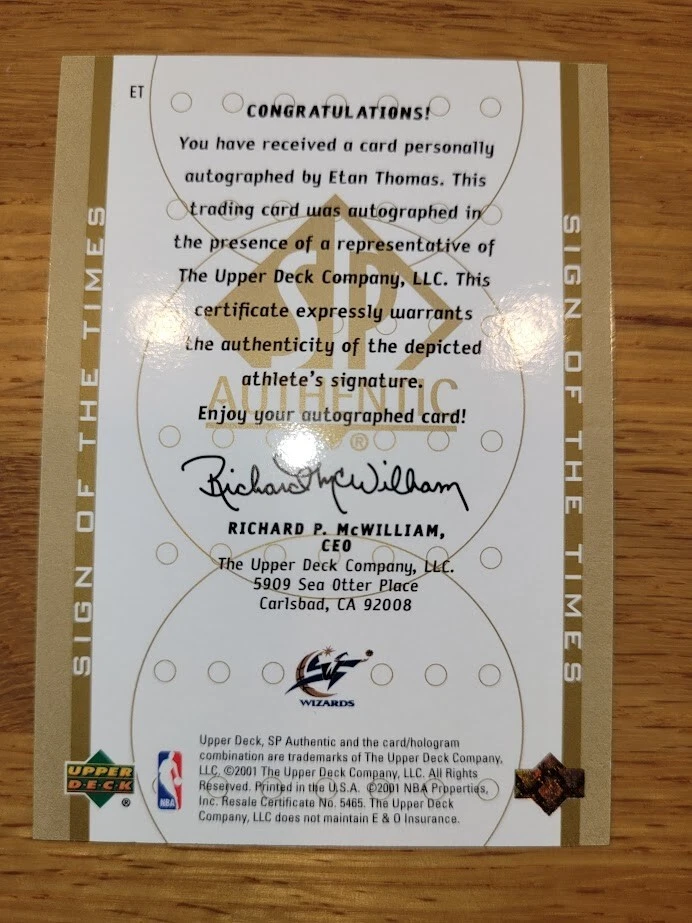 ET
CONGRATULATIONS!
You have received a card personally
autographed by Etan Thomas. This
trading card was autographed in
the presence of a representative of
The Upper Deck Company, LLC. This
certificate expressly warrants
the authenticity of the depicted
athlete's signature.
Enjoy your autographed card!
SP
AUTHENTIC
®
Richard P. McWilliam
RICHARD P. McWILLIAM,
CEO
The Upper Deck Company, LLC.
5909 Sea Otter Place
Carlsbad, CA 92008
SIGN OF THE TIMES
SIGN OF THE TIMES
WIZARDS
UPPER
DECK
®
NBA
Upper Deck, SP Authentic and the card/hologram
combination are trademarks of The Upper Deck Company,
LLC. ©2001 The Upper Deck Company, LLC. All Rights
Reserved. Printed in the U.S.A. ©2001 NBA Properties,
Inc. Resale Certificate No. 5465. The Upper Deck
Company, LLC does not maintain E & O Insurance.